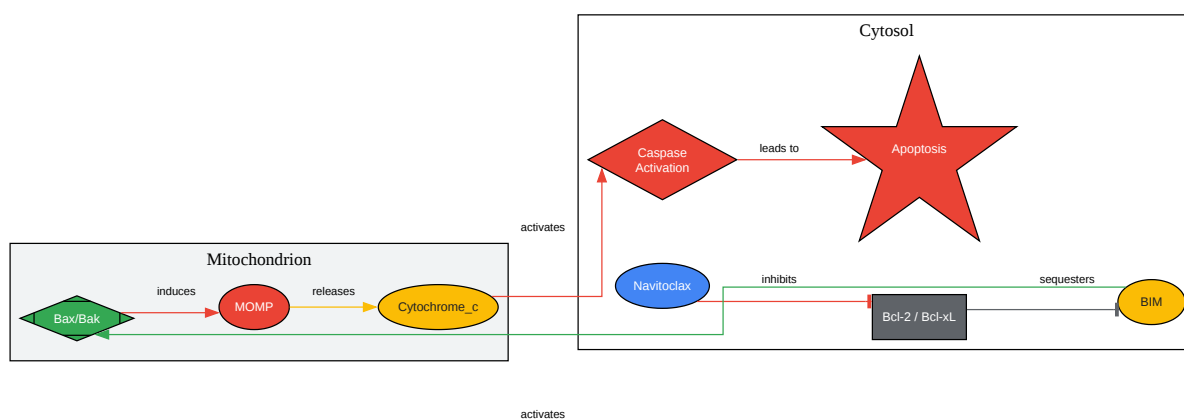 Cytosol
Caspase
Activation
leads to
Apoptosis
activates
Mitochondrion
Bax/Bak
induces
MOMP
releases
Cytochrome_c
Navitoclax
inhibits
Bcl-2 / Bcl-xL
sequesters
BIM
activates